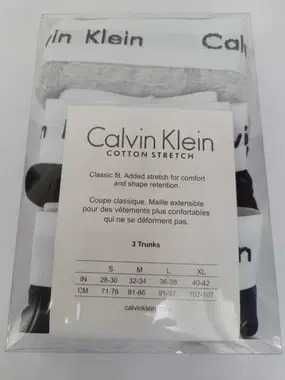 vin Klein
Calv
Calvin Klein
COTTON STRETCH
Classic fit. Added stretch for comfort
and shape retention.
Coupe classique. Maille extensible
pour des vêtements plus confortables
qui ne se déforment pas.
3 Trunks
S M L XL
IN 28-30 32-34 36-38 40-42
CM 71-76 81-86 91-97 102-107
calvinklein